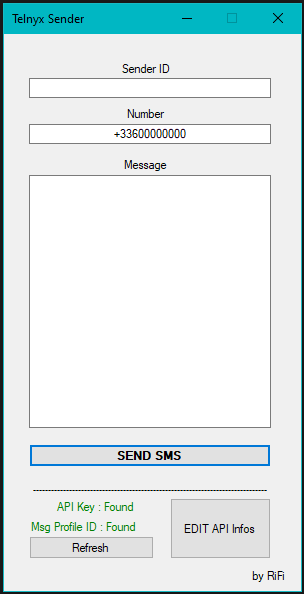 Telnyx Sender
Sender ID
Number
+33600000000
Message
SEND SMS
API Key : Found
Msg Profile ID : Found
EDIT API Infos
Refresh
by RiFi